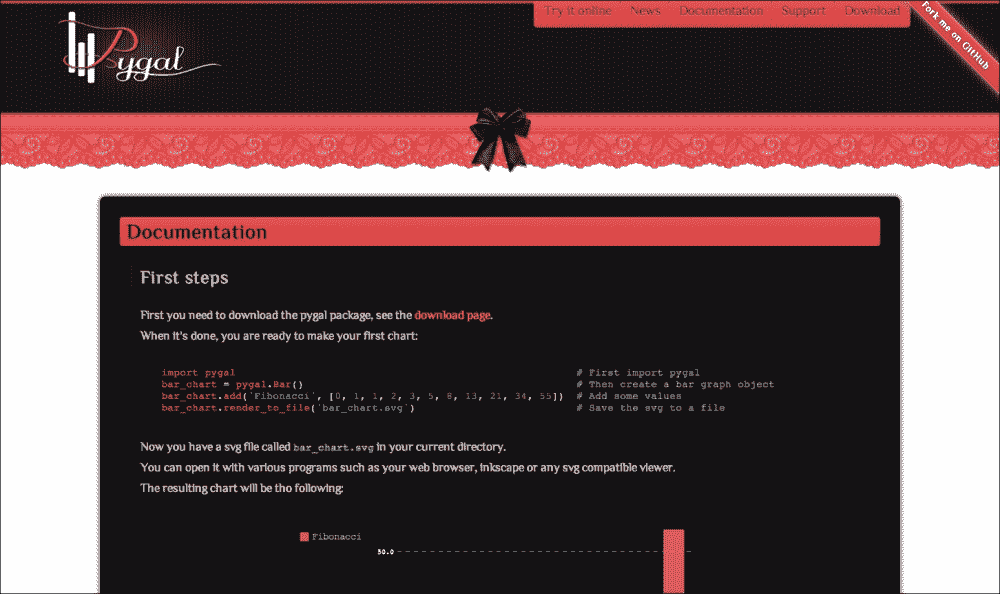 Pygal
Try it online News Documentation Support Download
Fork me on GitHub
Documentation
First steps
First you need to download the pygal package, see the download page.
When it's done, you are ready to make your first chart:
import pygal # First import pygal
bar_chart = pygal.Bar() # Then create a bar graph object
bar_chart.add('Fibonacci', [0, 1, 1, 2, 3, 5, 8, 13, 21, 34, 55]) # Add some values
bar_chart.render_to_file('bar_chart.svg') # Save the svg to a file
Now you have a svg file called bar_chart.svg in your current directory.
You can open it with various programs such as your web browser, inkscape or any svg compatible viewer.
The resulting chart will be tho following:
Fibonacci
50.0